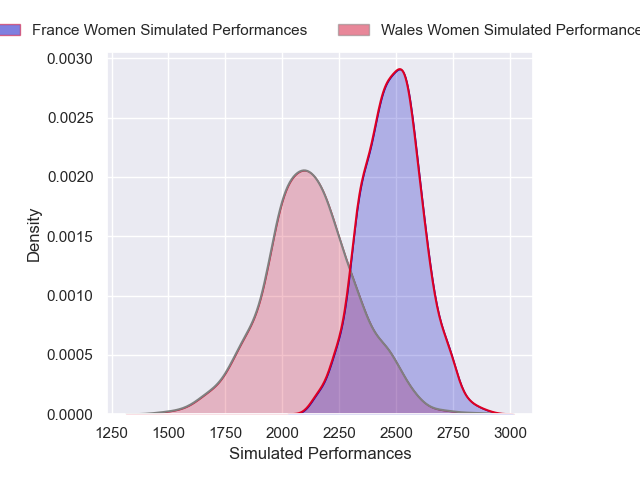 France Women Simulated Performances
Wales Women Simulated Performance
0.0030
0.0025
0.0020
0.0015
0.0010
0.0005
0.0000
Density
1250 1500 1750 2000 2250 2500 2750 3000
Simulated Performances